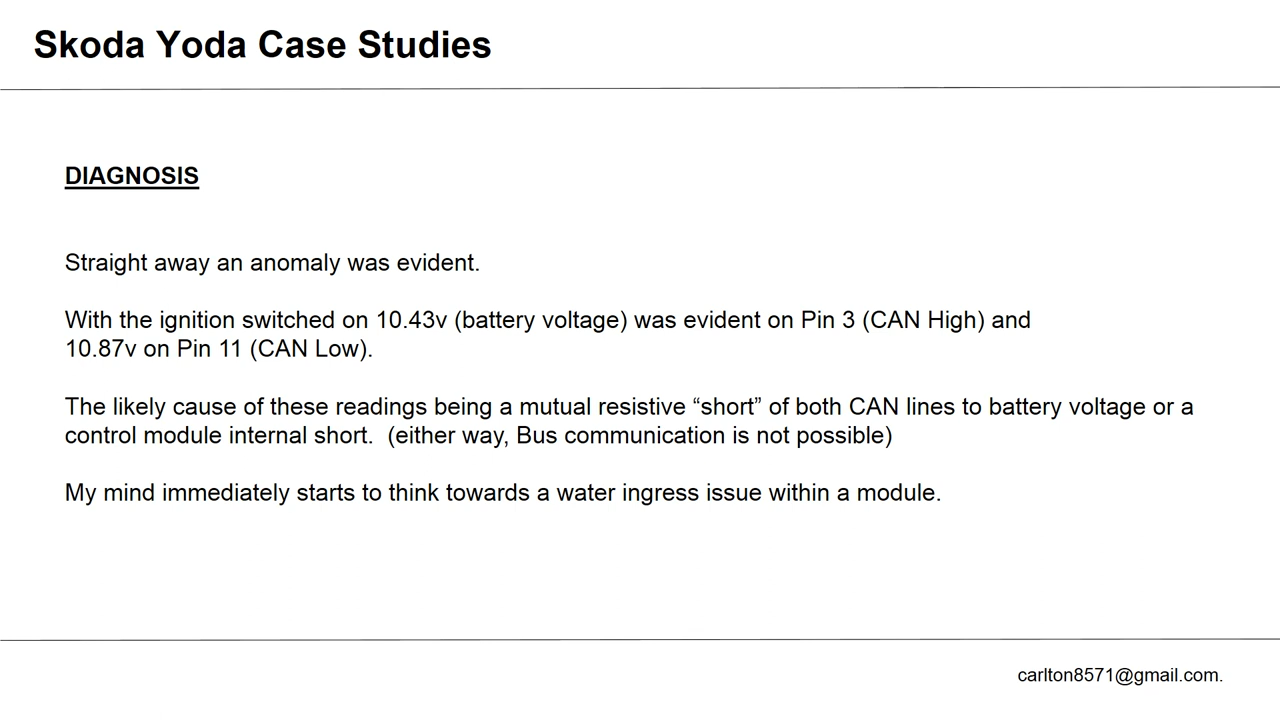 Skoda Yoda Case Studies
DIAGNOSIS
Straight away an anomaly was evident.
With the ignition switched on 10.43v (battery voltage) was evident on Pin 3 (CAN High) and
10.87v on Pin 11 (CAN Low).
The likely cause of these readings being a mutual resistive “short” of both CAN lines to battery voltage or a
control module internal short.  (either way, Bus communication is not possible)
My mind immediately starts to think towards a water ingress issue within a module.
carlton8571@gmail.com.